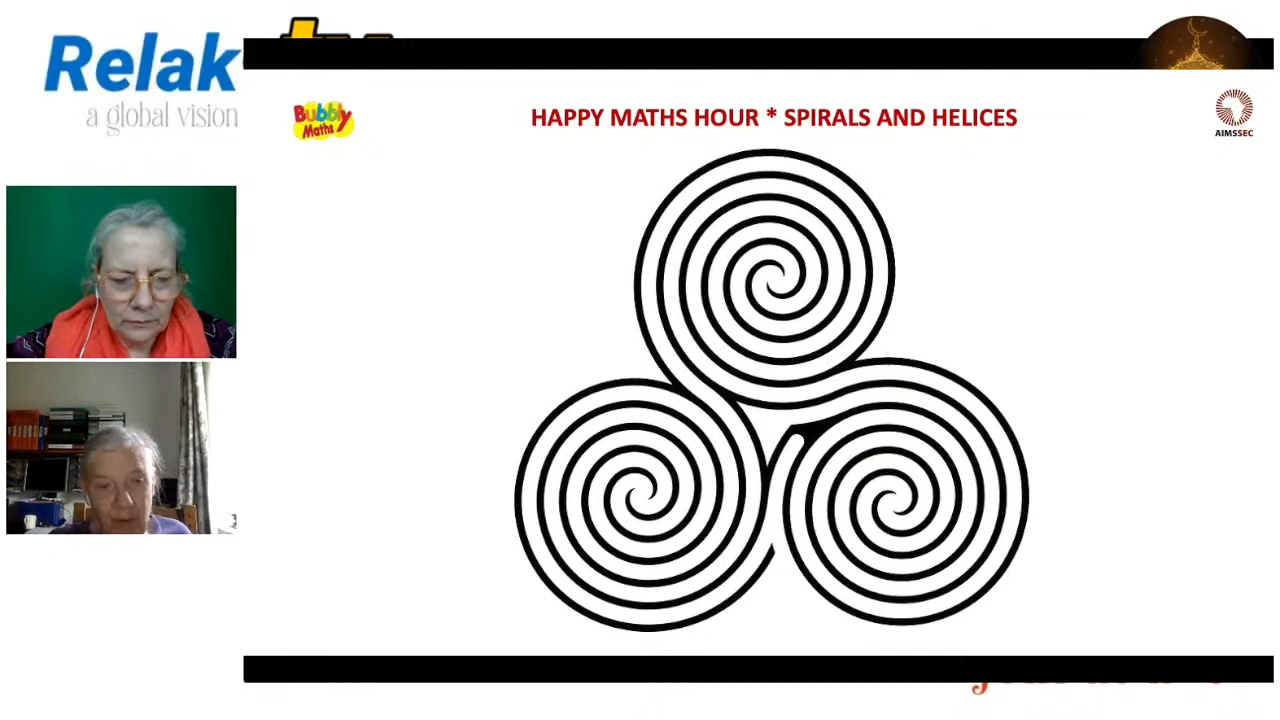 Relak
a global vision
Bubbly
Maths
HAPPY MATHS HOUR * SPIRALS AND HELICES
AIMSSEC